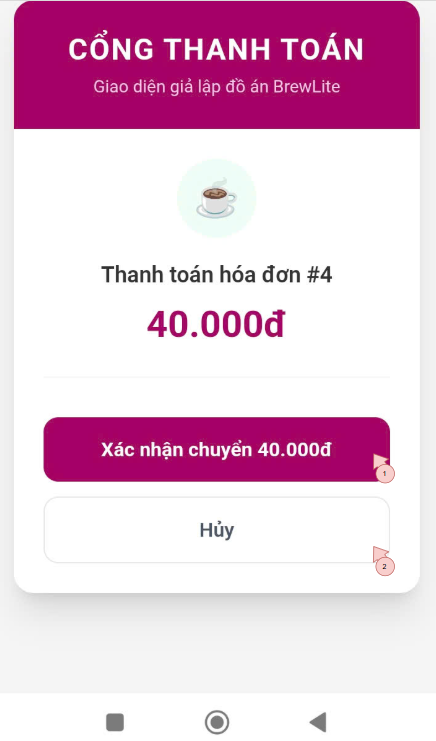 CỔNG THANH TOÁN
Giao diện giả lập đồ án BrewLite
Thanh toán hóa đơn #4
40.000đ
Xác nhận chuyển 40.000đ
1
Hủy
2